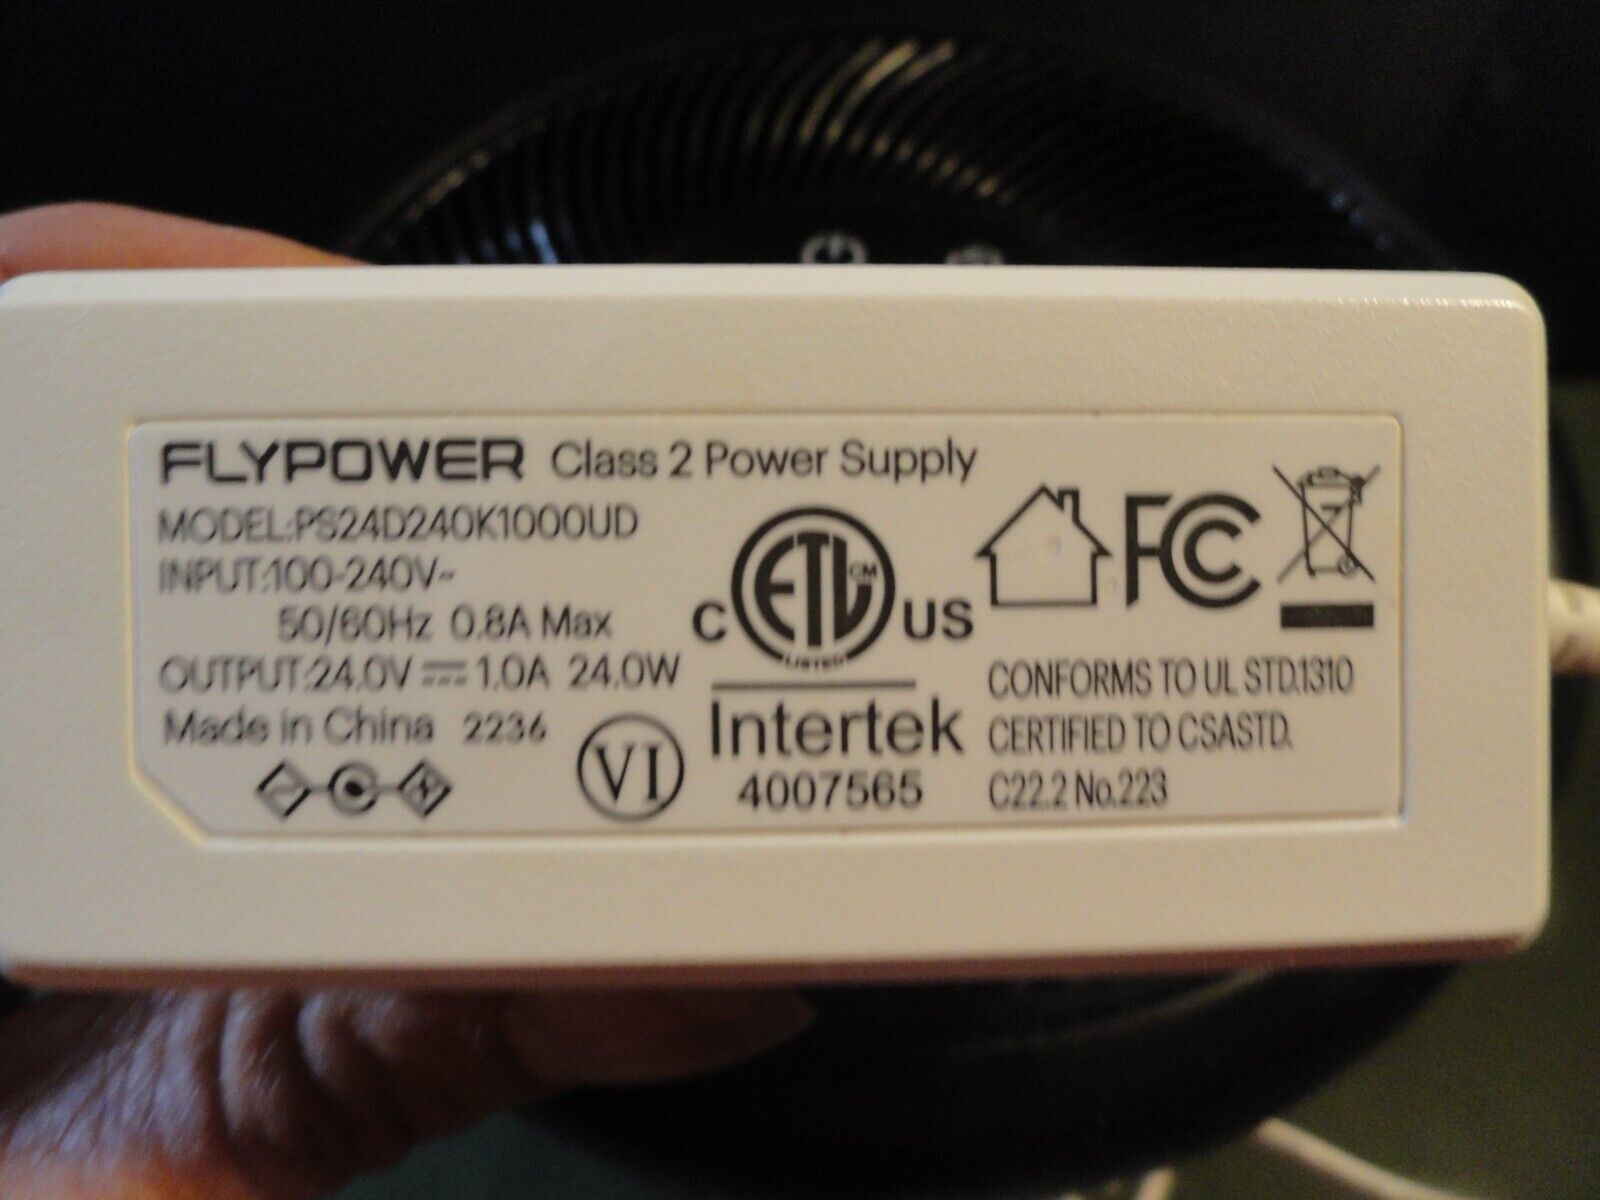 FLYPOWER Class 2 Power Supply
MODEL:PS24D240K1000UD
INPUT:100-240V~
50/60Hz 0.8A Max
OUTPUT:24.0V⎓1.0A 24.0W
Made in China 2236
VI
C ETL CM US
LISTED
Intertek
4007565
FC
CONFORMS TO UL STD.1310
CERTIFIED TO CSASTD.
C22.2 No.223